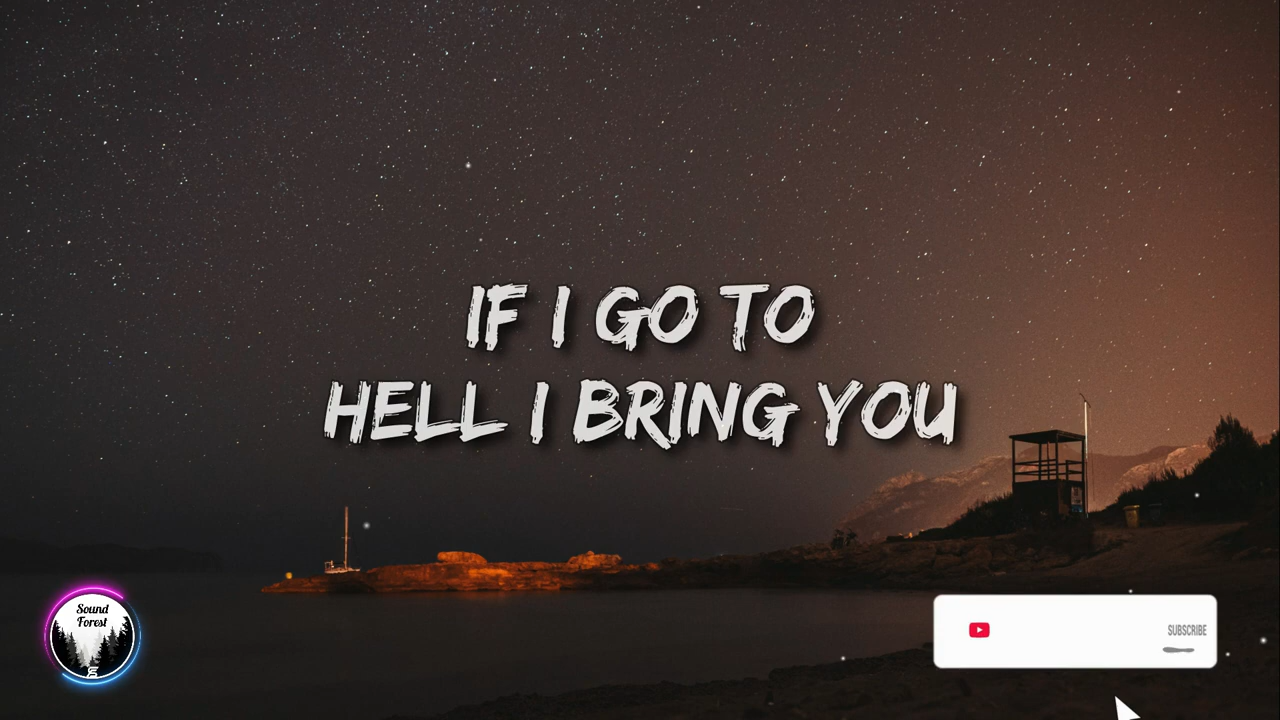 IF I GO TO
HELL I BRING YOU
Sound
Forest
SUBSCRIBE